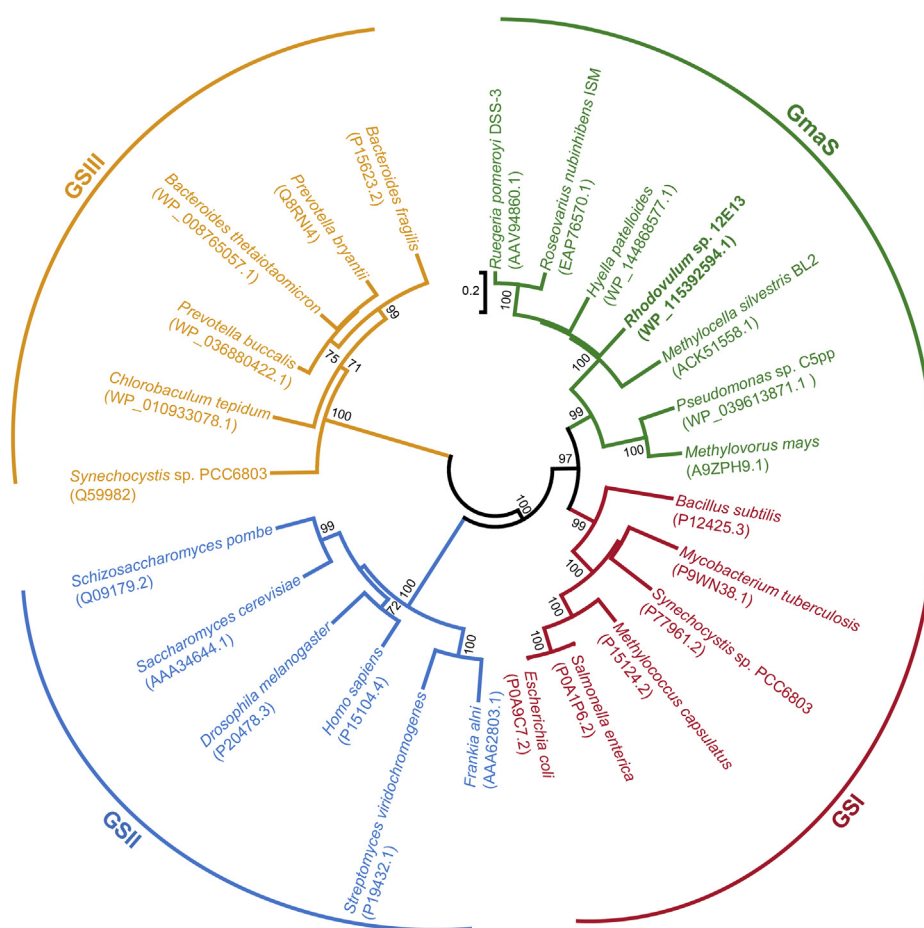 GSIII
Bacteroides fragilis
(P15623.2)
Prevotella bryantii
(Q8RNI4)
Bacteroides thetaiotaomicron
(WP_008765057.1)
Prevotella buccalis
(WP_036880422.1)
Chlorobaculum tepidum
(WP_010933078.1)
Synechocystis sp. PCC6803
(Q59982)
99
75
71
100
GmaS
Ruegeria pomeroyi DSS-3
(AAV94860.1)
Roseovarius nubinhibens ISM
(EAP76570.1)
Hyella patelloides
(WP_144868577.1)
Rhodovulum sp. 12E13
(WP_115392594.1)
Methylocella silvestris BL2
(ACK51558.1)
Pseudomonas sp. C5pp
(WP_039613871.1 )
Methylovorus mays
(A9ZPH9.1)
0.2
100
100
99
100
97
100
GSI
Bacillus subtilis
(P12425.3)
Mycobacterium tuberculosis
(P9WN38.1)
Synechocystis sp. PCC6803
(P77961.2)
Methylococcus capsulatus
(P15124.2)
Salmonella enterica
(P0A1P6.2)
Escherichia coli
(P0A9C7.2)
99
100
100
100
GSII
Schizosaccharomyces pombe
(Q09179.2)
Saccharomyces cerevisiae
(AAA34644.1)
Drosophila melanogaster
(P20478.3)
Homo sapiens
(P15104.4)
Streptomyces viridochromogenes
(P19432.1)
Frankia alni
(AAA62803.1)
99
72
100
100